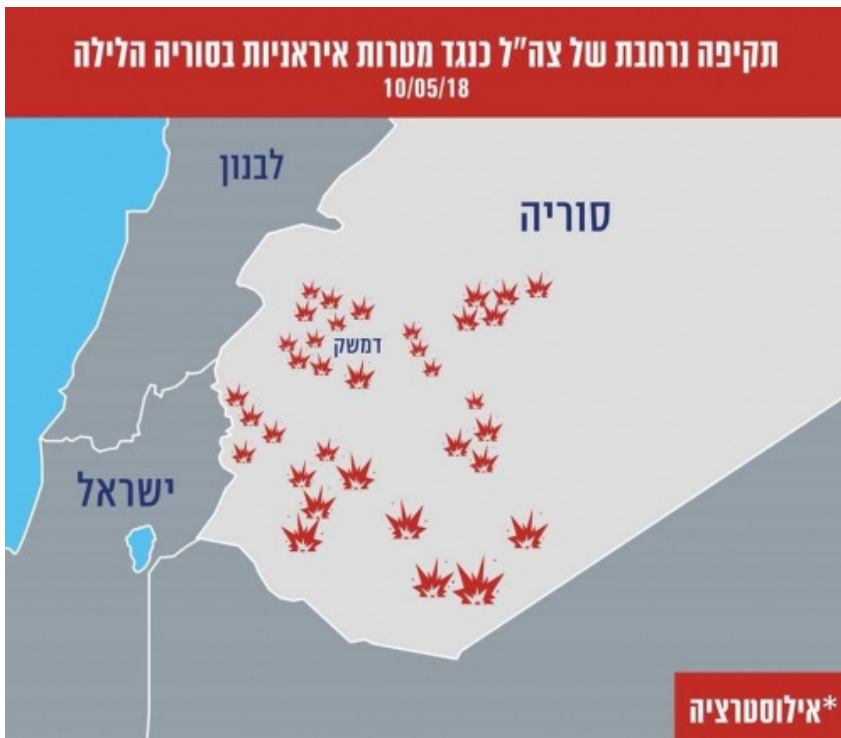 תקיפה נרחבת של צה"ל כנגד מטרות איראניות בסוריה הלילה
10/05/18
לבנון
סוריה
דמשק
ישראל
*אילוסטרציה